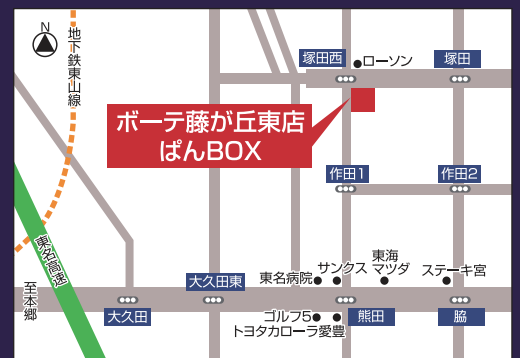 N
地下鉄東山線
塚田西
ローソン
塚田
ボーテ藤が丘東店
ぱんBOX
作田1
作田2
東名高速
至本郷
大久田東
東名病院
サンクス
東海
マツダ
ステーキ宮
大久田
ゴルフ5
トヨタカローラ愛豊
熊田
脇